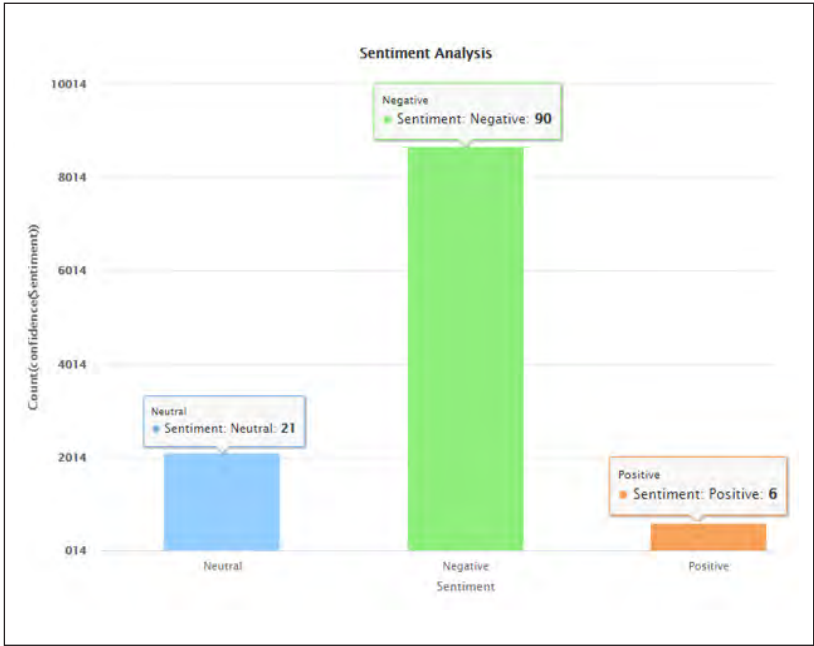 Sentiment Analysis
10014
8014
6014
4014
2014
014
Count(confidence(Sentiment))
Negative
Sentiment: Negative: 90
Neutral
Sentiment: Neutral: 21
Positive
Sentiment: Positive: 6
Neutral
Negative
Positive
Sentiment